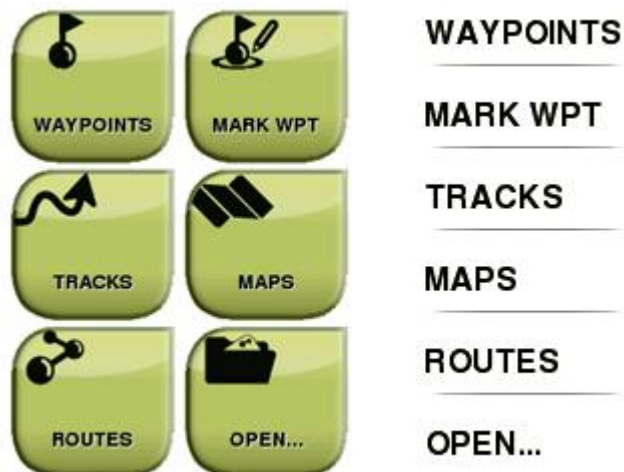 WAYPOINTS
MARK WPT
TRACKS
MAPS
ROUTES
OPEN...
WAYPOINTS
MARK WPT
TRACKS
MAPS
ROUTES
OPEN...